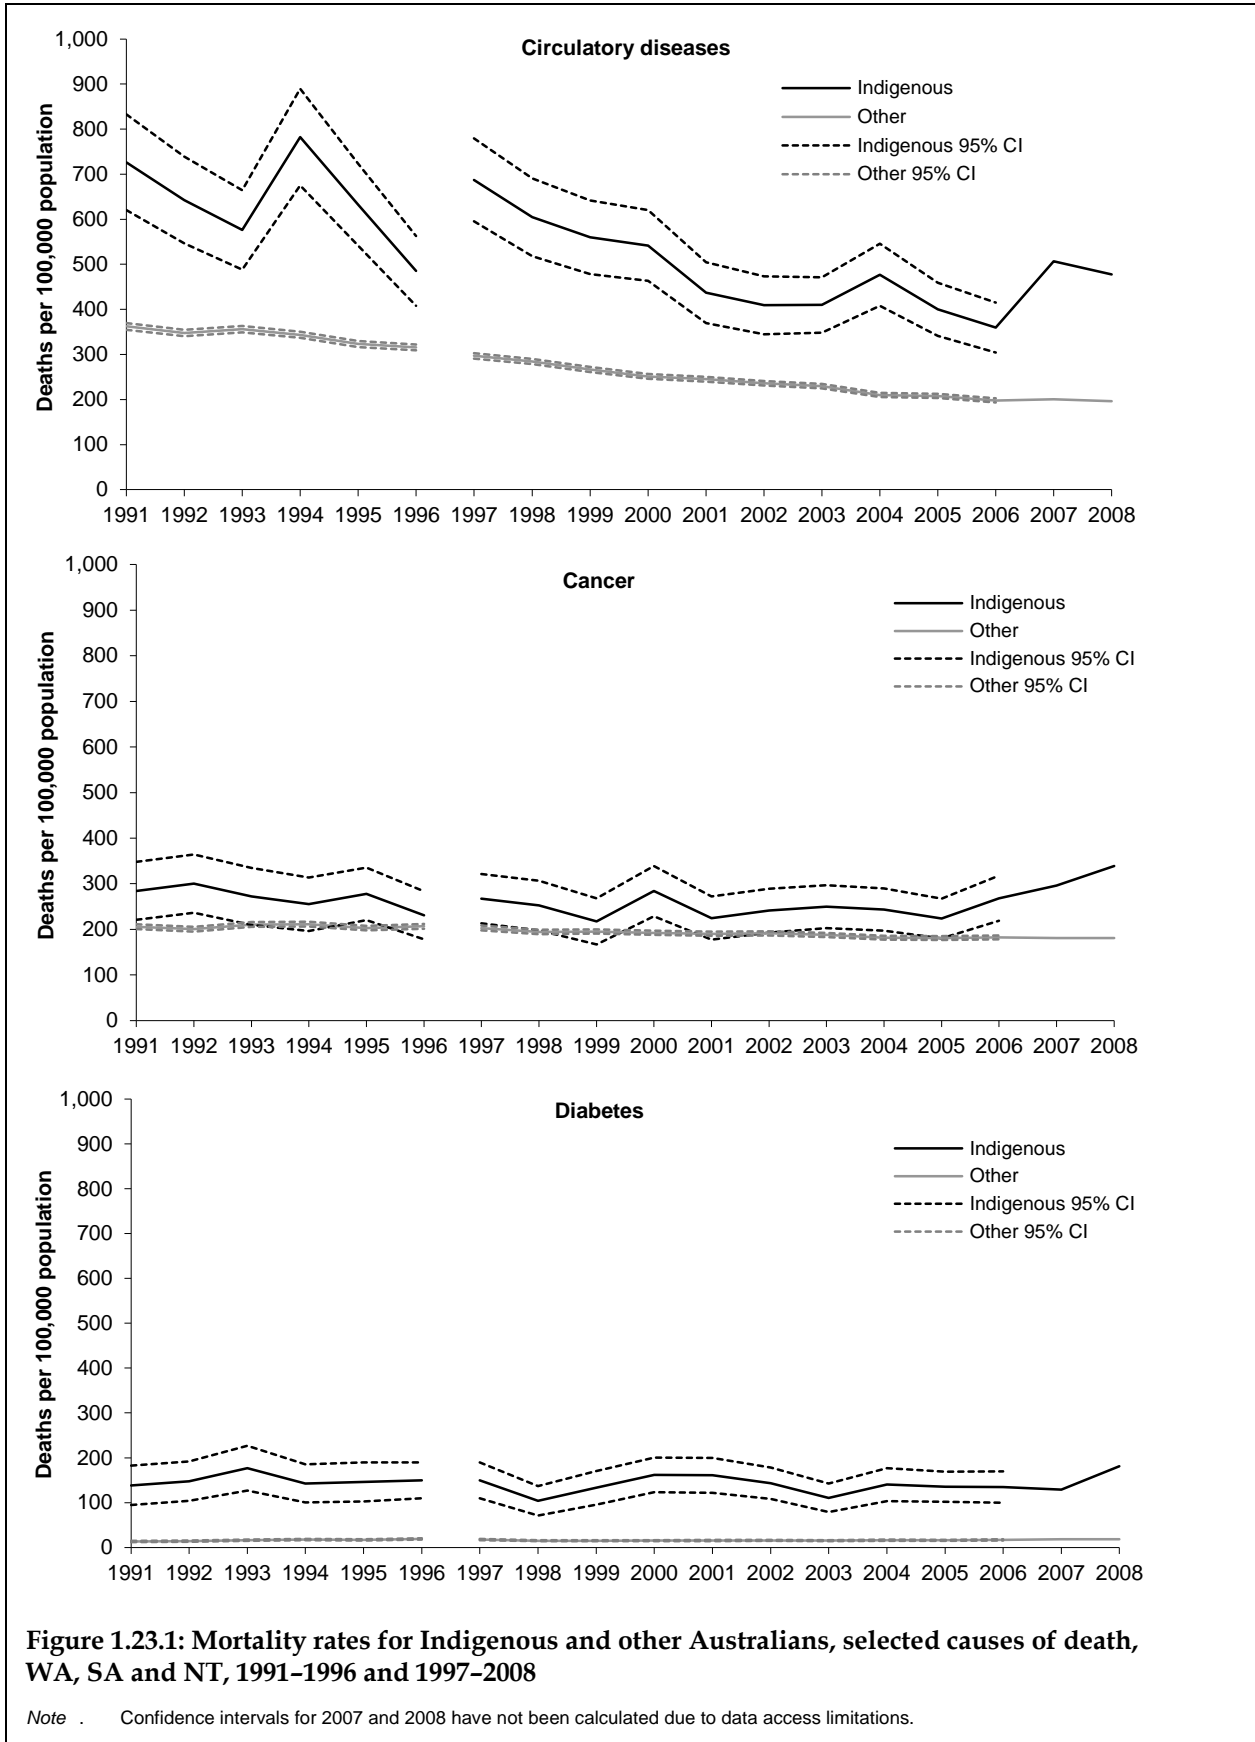 Circulatory diseases
Deaths per 100,000 population
1,000
900
800
700
600
500
400
300
200
100
0
Indigenous
Other
Indigenous 95% CI
Other 95% CI
1991 1992 1993 1994 1995 1996 1997 1998 1999 2000 2001 2002 2003 2004 2005 2006 2007 2008
Cancer
Deaths per 100,000 population
1,000
900
800
700
600
500
400
300
200
100
0
Indigenous
Other
Indigenous 95% CI
Other 95% CI
1991 1992 1993 1994 1995 1996 1997 1998 1999 2000 2001 2002 2003 2004 2005 2006 2007 2008
Diabetes
Deaths per 100,000 population
1,000
900
800
700
600
500
400
300
200
100
0
Indigenous
Other
Indigenous 95% CI
Other 95% CI
1991 1992 1993 1994 1995 1996 1997 1998 1999 2000 2001 2002 2003 2004 2005 2006 2007 2008
Figure 1.23.1: Mortality rates for Indigenous and other Australians, selected causes of death,
WA, SA and NT, 1991–1996 and 1997–2008
Note . Confidence intervals for 2007 and 2008 have not been calculated due to data access limitations.